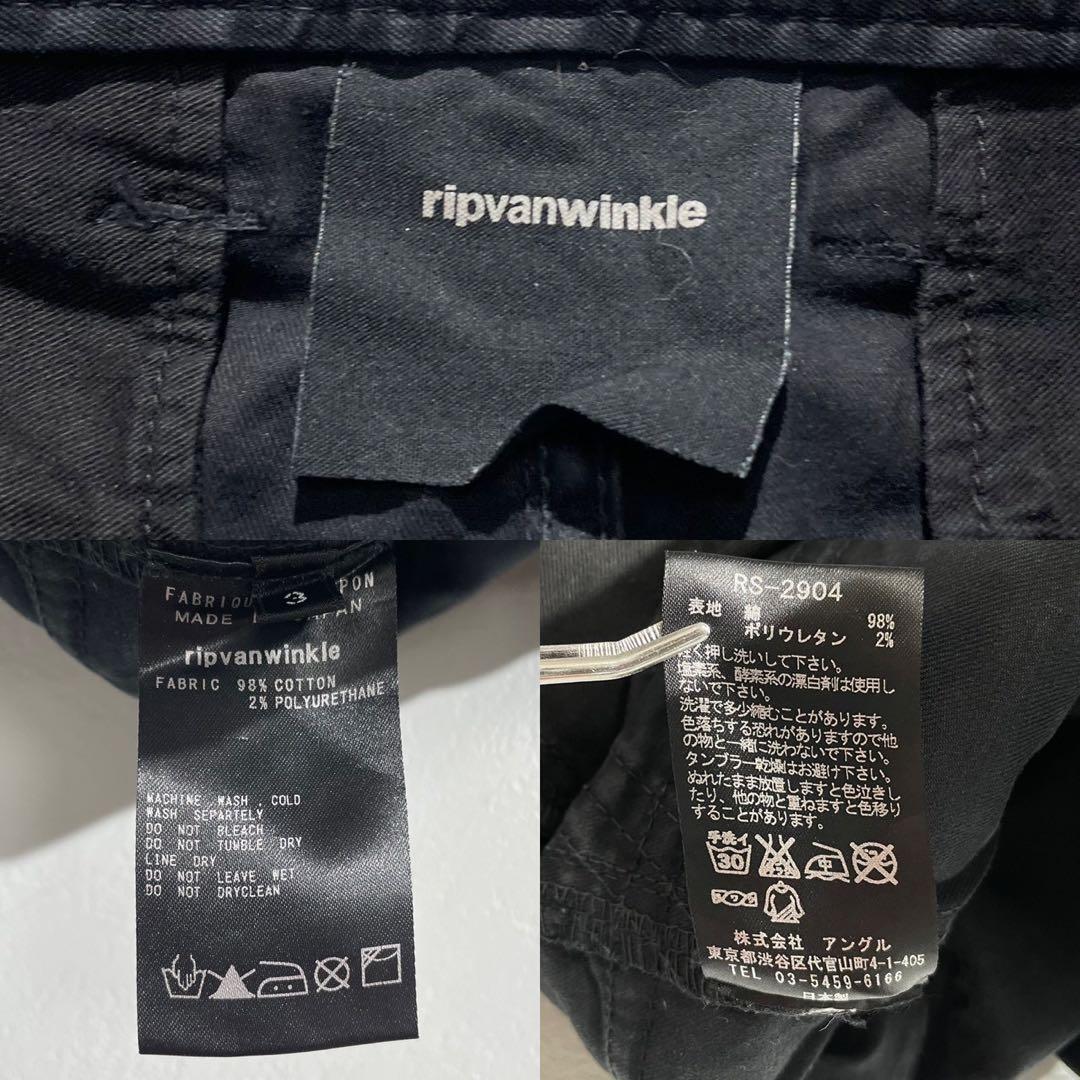 ripvanwinkle
FABRIQU PON
3
MADE PAN
ripvanwinkle
FABRIC 98% COTTON
2% POLYURETHANE
MACHINE WASH , COLD
WASH SEPARTELY
DO NOT BLEACH
DO NOT TUMBLE DRY
LINE DRY
DO NOT LEAVE WET
DO NOT DRYCLEAN
RS-2904
表地 綿 98%
ポリウレタン 2%
軽く押し洗いして下さい。
塩素系、酵素系の漂白剤は使用し
ないで下さい。
洗濯で多少縮むことがあります。
色落ちする恐れがありますので他
の物と一緒に洗わないで下さい。
タンブラー乾燥はお避け下さい。
ぬれたまま放置しますと色泣きし
たり、他の物と重ねますと色移り
することがあります。
手洗イ
30
株式会社 アングル
東京都渋谷区代官山町4-1-405
TEL 03-5459-6166
日本製